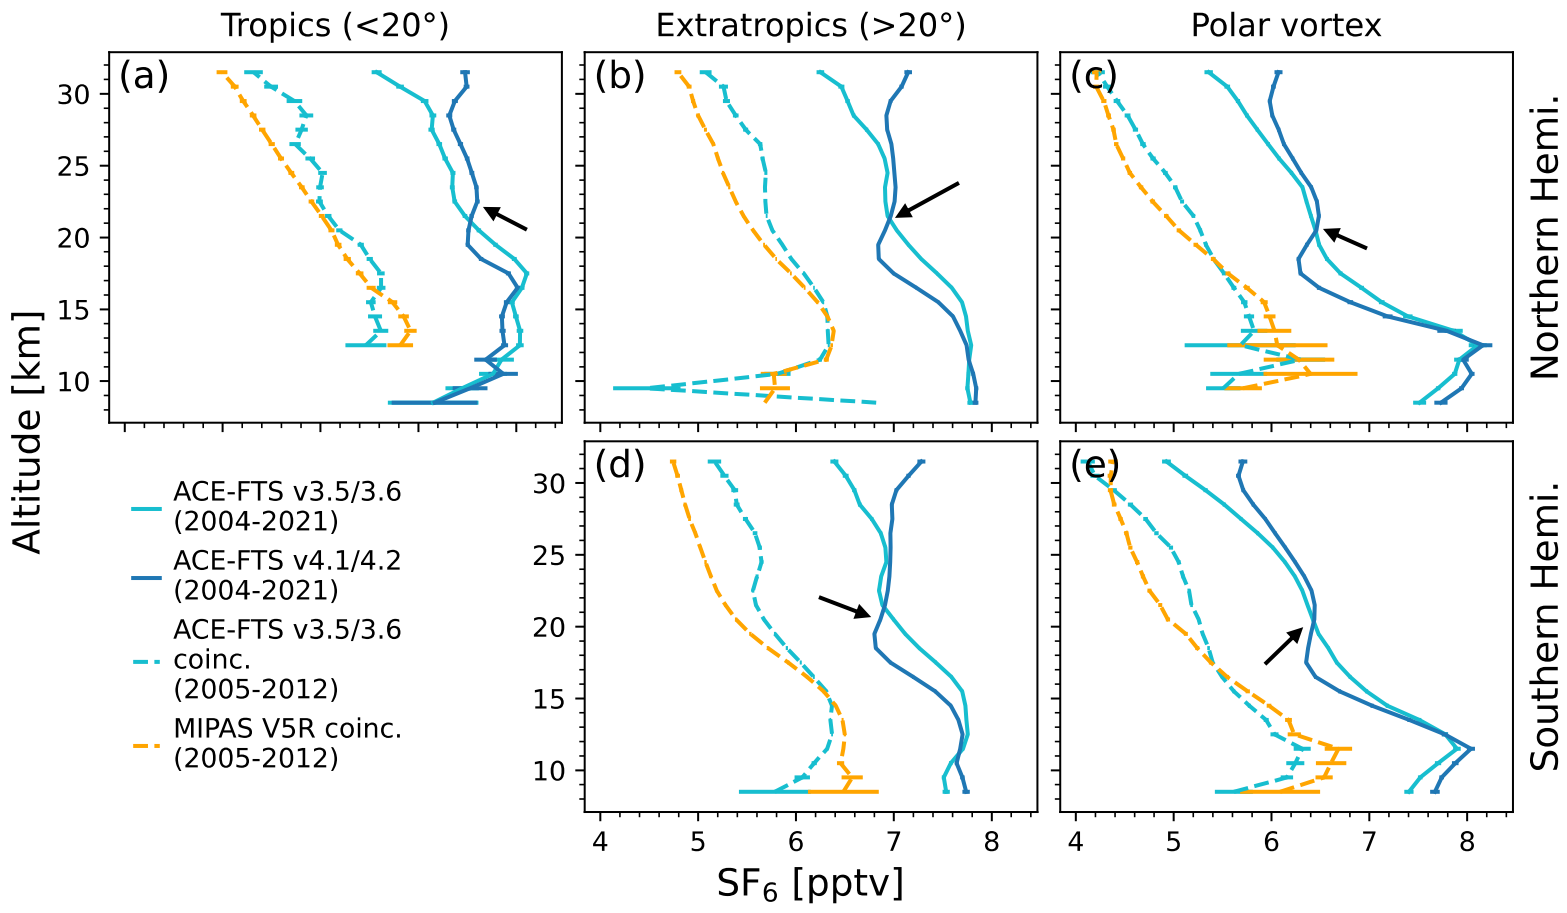 Tropics (<20°)
Extratropics (>20°)
Polar vortex
(a)
(b)
(c)
30
25
20
15
10
Northern Hemi.
Altitude [km]
ACE-FTS v3.5/3.6
(2004-2021)
ACE-FTS v4.1/4.2
(2004-2021)
ACE-FTS v3.5/3.6
coinc.
(2005-2012)
MIPAS V5R coinc.
(2005-2012)
(d)
(e)
30
25
20
15
10
Southern Hemi.
4 5 6 7 8
4 5 6 7 8
SF₆ [pptv]